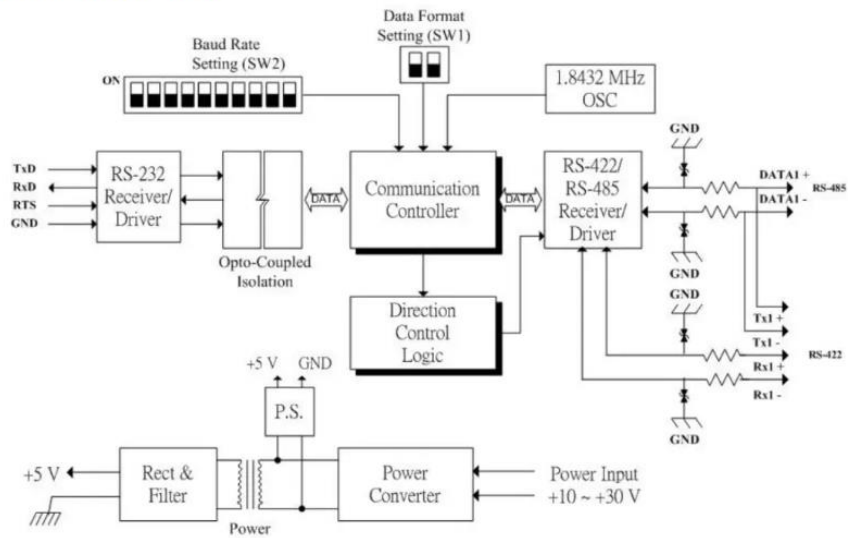 Data Format
Setting (SW1)
Baud Rate
Setting (SW2)
ON
1.8432 MHz
OSC
GND
TxD
RxD
RTS
GND
RS-232
Receiver/
Driver
DATA
Communication
Controller
DATA
RS-422/
RS-485
Receiver/
Driver
DATA1 +
RS-485
DATA1 -
Opto-Coupled
Isolation
GND
GND
Direction
Control
Logic
Tx1 +
Tx1 -
RS-422
Rx1 +
Rx1 -
GND
+5 V
GND
P.S.
+5 V
Rect &
Filter
Power
Power
Converter
Power Input
+10 ~ +30 V